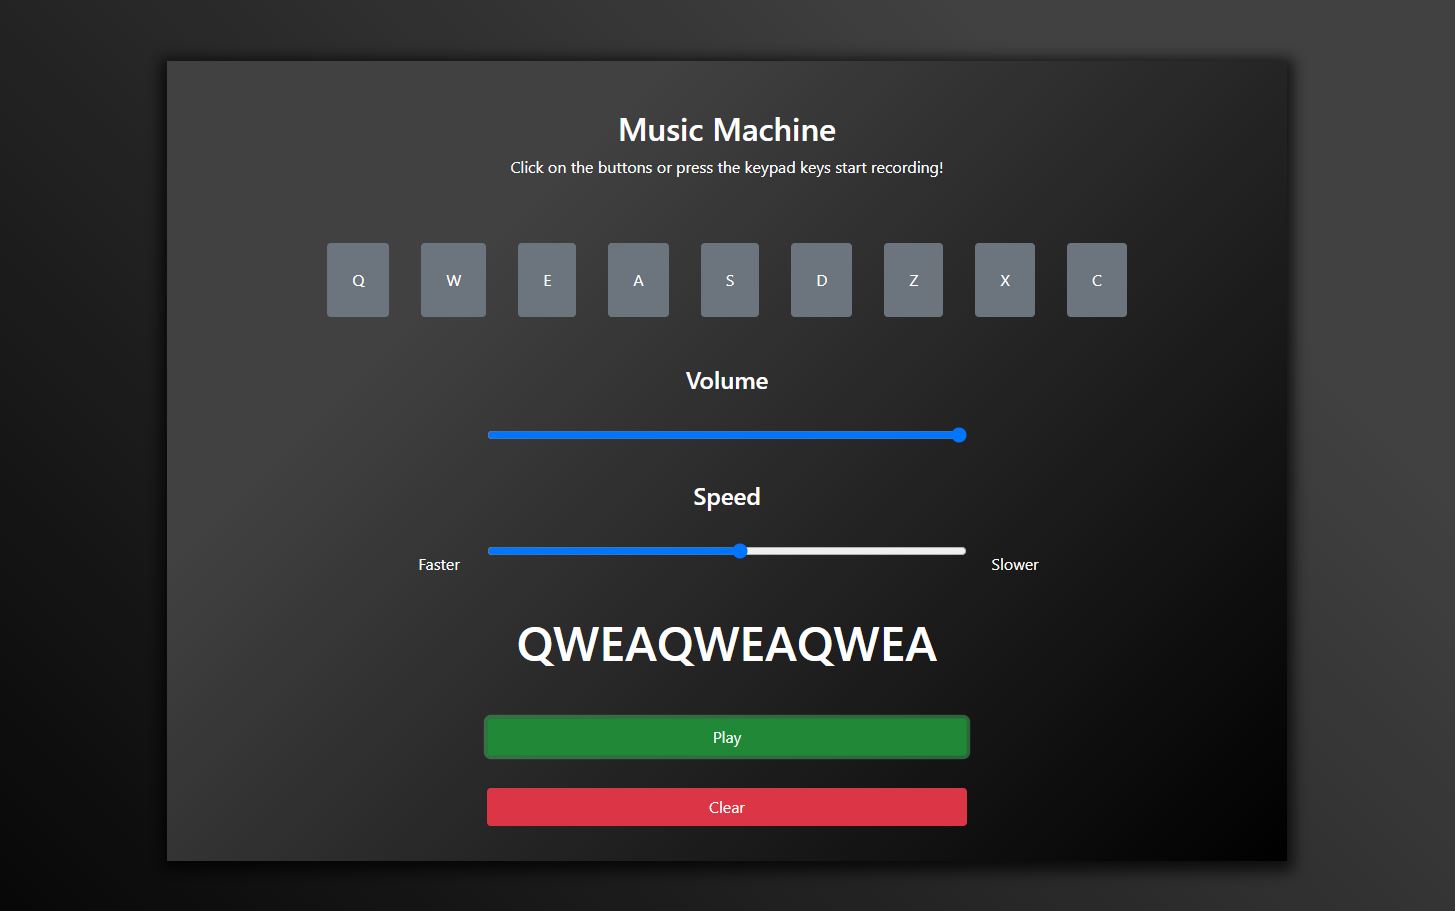 Music Machine
Click on the buttons or press the keypad keys start recording!
Q W E A S D Z X C
Volume
Speed
Faster Slower
QWEAQWEAQWEA
Play
Clear